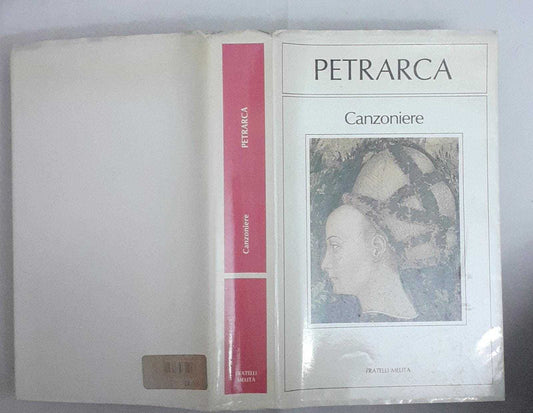 PETRARCA
Canzoniere
FRATELLI MELITA
PETRARCA
Canzoniere
FRATELLI
MELITA